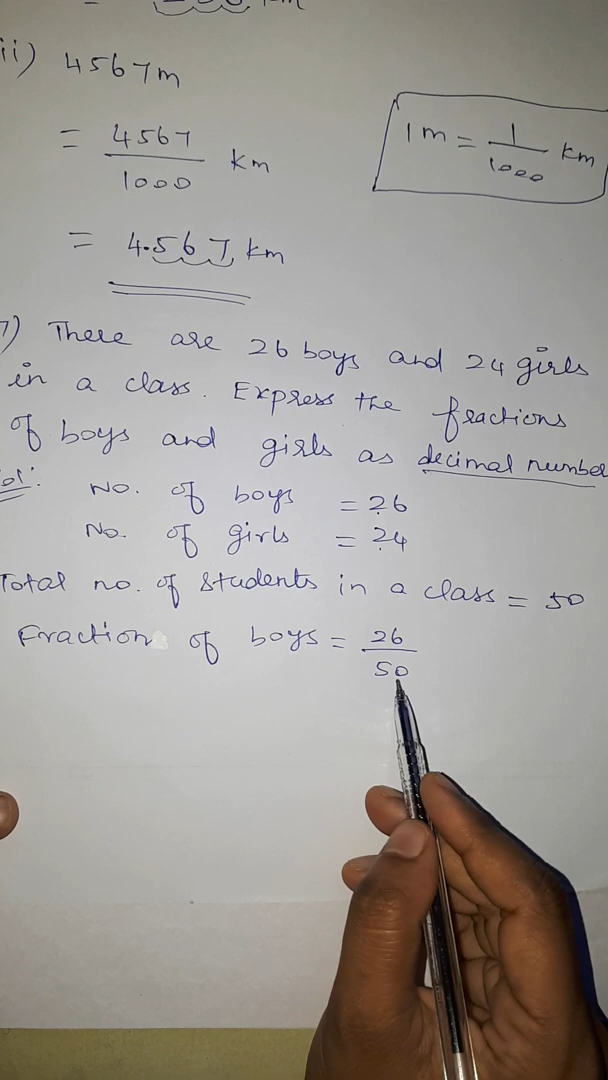 ii) 4567m
= 4567/1000 km
1m = 1/1000 km
= 4.567 km
7) There are 26 boys and 24 girls
in a class. Express the fractions
of boys and girls as decimal number
Sol:
No. of boys = 26
No. of girls = 24
Total no. of Students in a class = 50
Fraction of boys = 26/50